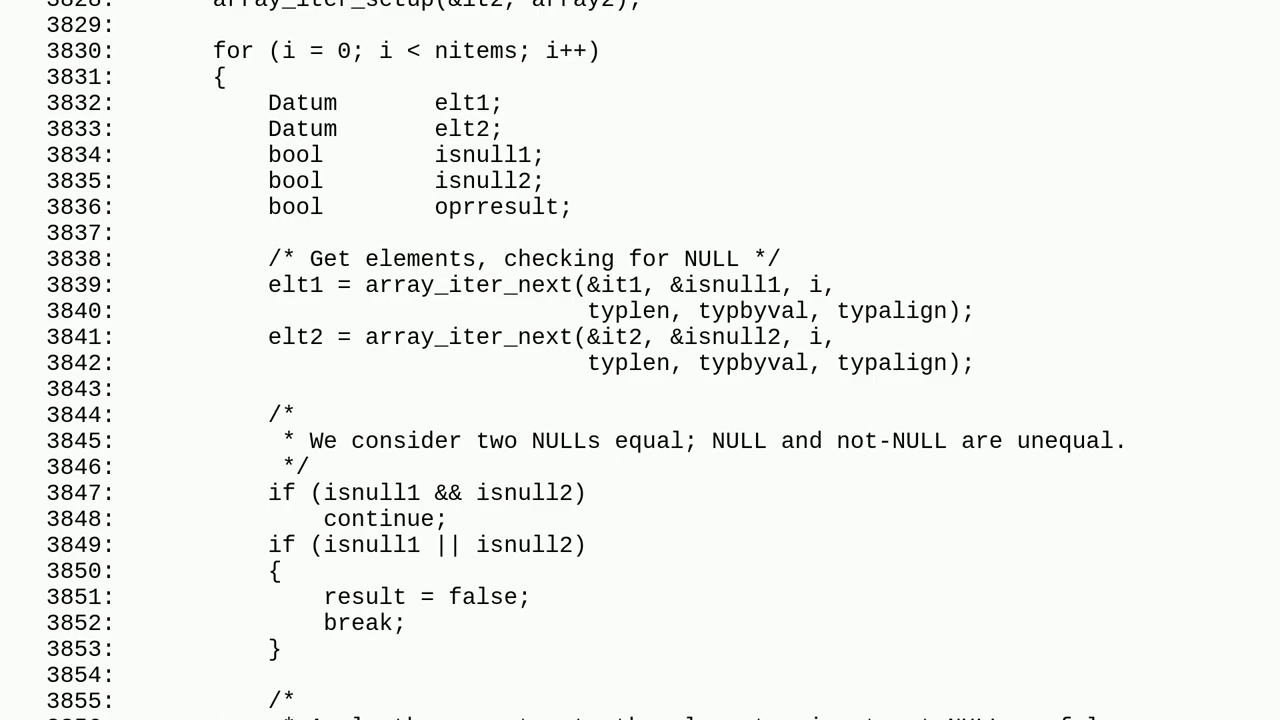 3828:       array_iter_setup(&it2, array2);
3829:
3830:       for (i = 0; i < nitems; i++)
3831:       {
3832:           Datum       elt1;
3833:           Datum       elt2;
3834:           bool        isnull1;
3835:           bool        isnull2;
3836:           bool        oprresult;
3837:
3838:           /* Get elements, checking for NULL */
3839:           elt1 = array_iter_next(&it1, &isnull1, i,
3840:                                  typlen, typbyval, typalign);
3841:           elt2 = array_iter_next(&it2, &isnull2, i,
3842:                                  typlen, typbyval, typalign);
3843:
3844:           /*
3845:            * We consider two NULLs equal; NULL and not-NULL are unequal.
3846:            */
3847:           if (isnull1 && isnull2)
3848:               continue;
3849:           if (isnull1 || isnull2)
3850:           {
3851:               result = false;
3852:               break;
3853:           }
3854:
3855:           /*